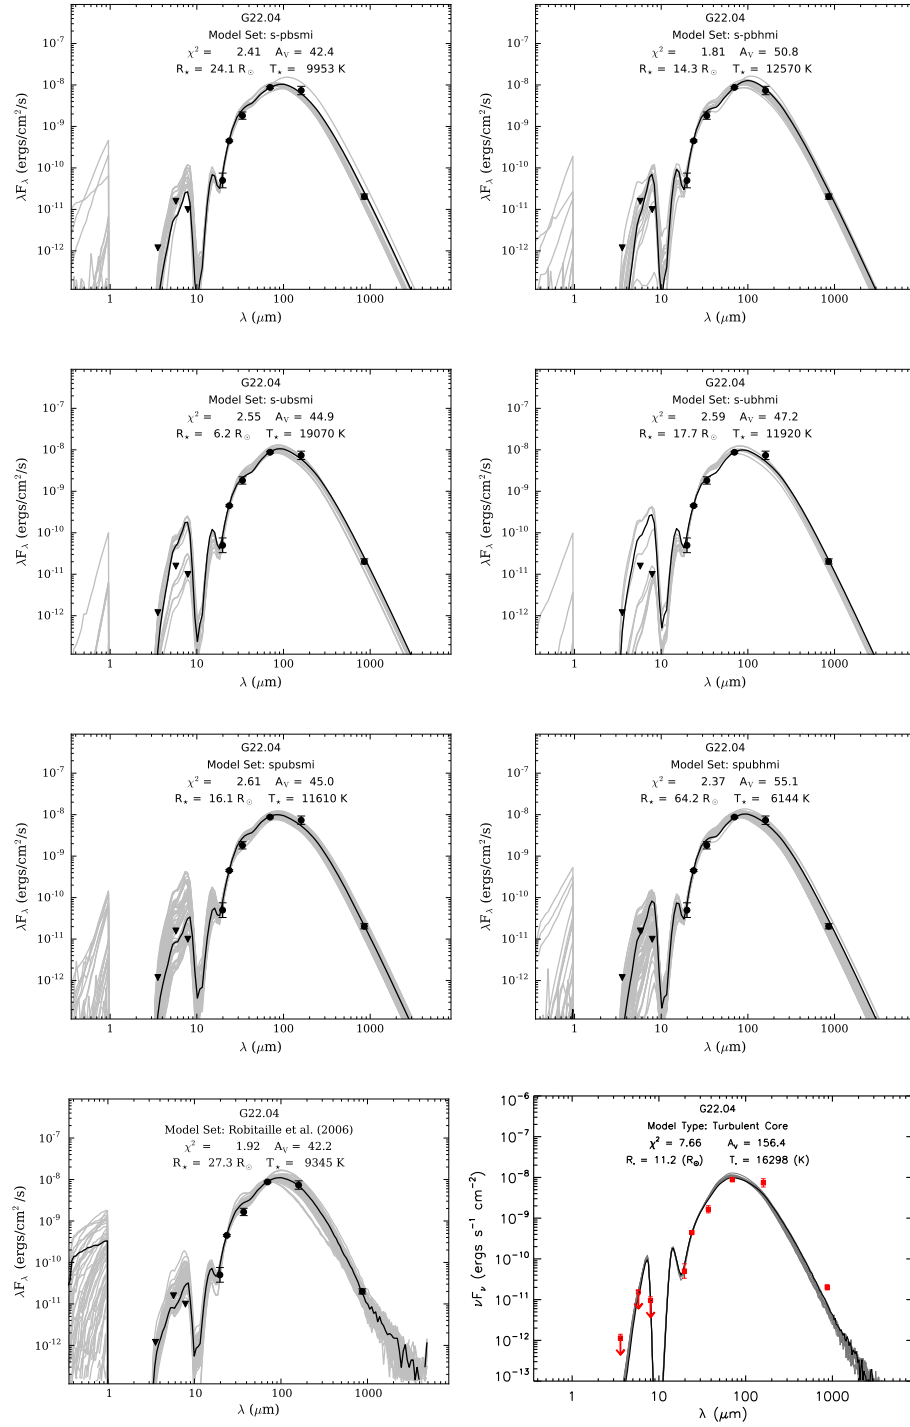 G22.04
Model Set: s-pbsmi
χ² = 2.41 A_V = 42.4
R⋆ = 24.1 R☉ T⋆ = 9953 K
10⁻⁷
10⁻⁸
10⁻⁹
10⁻¹⁰
10⁻¹¹
10⁻¹²
λF_λ (ergs/cm²/s)
1 10 100 1000
λ (μm)
G22.04
Model Set: s-pbhmi
χ² = 1.81 A_V = 50.8
R⋆ = 14.3 R☉ T⋆ = 12570 K
10⁻⁷
10⁻⁸
10⁻⁹
10⁻¹⁰
10⁻¹¹
10⁻¹²
λF_λ (ergs/cm²/s)
1 10 100 1000
λ (μm)
G22.04
Model Set: s-ubsmi
χ² = 2.55 A_V = 44.9
R⋆ = 6.2 R☉ T⋆ = 19070 K
10⁻⁷
10⁻⁸
10⁻⁹
10⁻¹⁰
10⁻¹¹
10⁻¹²
λF_λ (ergs/cm²/s)
1 10 100 1000
λ (μm)
G22.04
Model Set: s-ubhmi
χ² = 2.59 A_V = 47.2
R⋆ = 17.7 R☉ T⋆ = 11920 K
10⁻⁷
10⁻⁸
10⁻⁹
10⁻¹⁰
10⁻¹¹
10⁻¹²
λF_λ (ergs/cm²/s)
1 10 100 1000
λ (μm)
G22.04
Model Set: spubsmi
χ² = 2.61 A_V = 45.0
R⋆ = 16.1 R☉ T⋆ = 11610 K
10⁻⁷
10⁻⁸
10⁻⁹
10⁻¹⁰
10⁻¹¹
10⁻¹²
λF_λ (ergs/cm²/s)
1 10 100 1000
λ (μm)
G22.04
Model Set: spubhmi
χ² = 2.37 A_V = 55.1
R⋆ = 64.2 R☉ T⋆ = 6144 K
10⁻⁷
10⁻⁸
10⁻⁹
10⁻¹⁰
10⁻¹¹
10⁻¹²
λF_λ (ergs/cm²/s)
1 10 100 1000
λ (μm)
G22.04
Model Set: Robitaille et al. (2006)
χ² = 1.92 A_V = 42.2
R⋆ = 27.3 R☉ T⋆ = 9345 K
10⁻⁷
10⁻⁸
10⁻⁹
10⁻¹⁰
10⁻¹¹
10⁻¹²
λF_λ (ergs/cm²/s)
1 10 100 1000
λ (μm)
G22.04
Model Type: Turbulent Core
χ² = 7.66 A_V = 156.4
R⋆ = 11.2 (R☉) T⋆ = 16298 (K)
10⁻⁶
10⁻⁷
10⁻⁸
10⁻⁹
10⁻¹⁰
10⁻¹¹
10⁻¹²
10⁻¹³
νF_ν (ergs s⁻¹ cm⁻²)
1 10 100 1000
λ (μm)